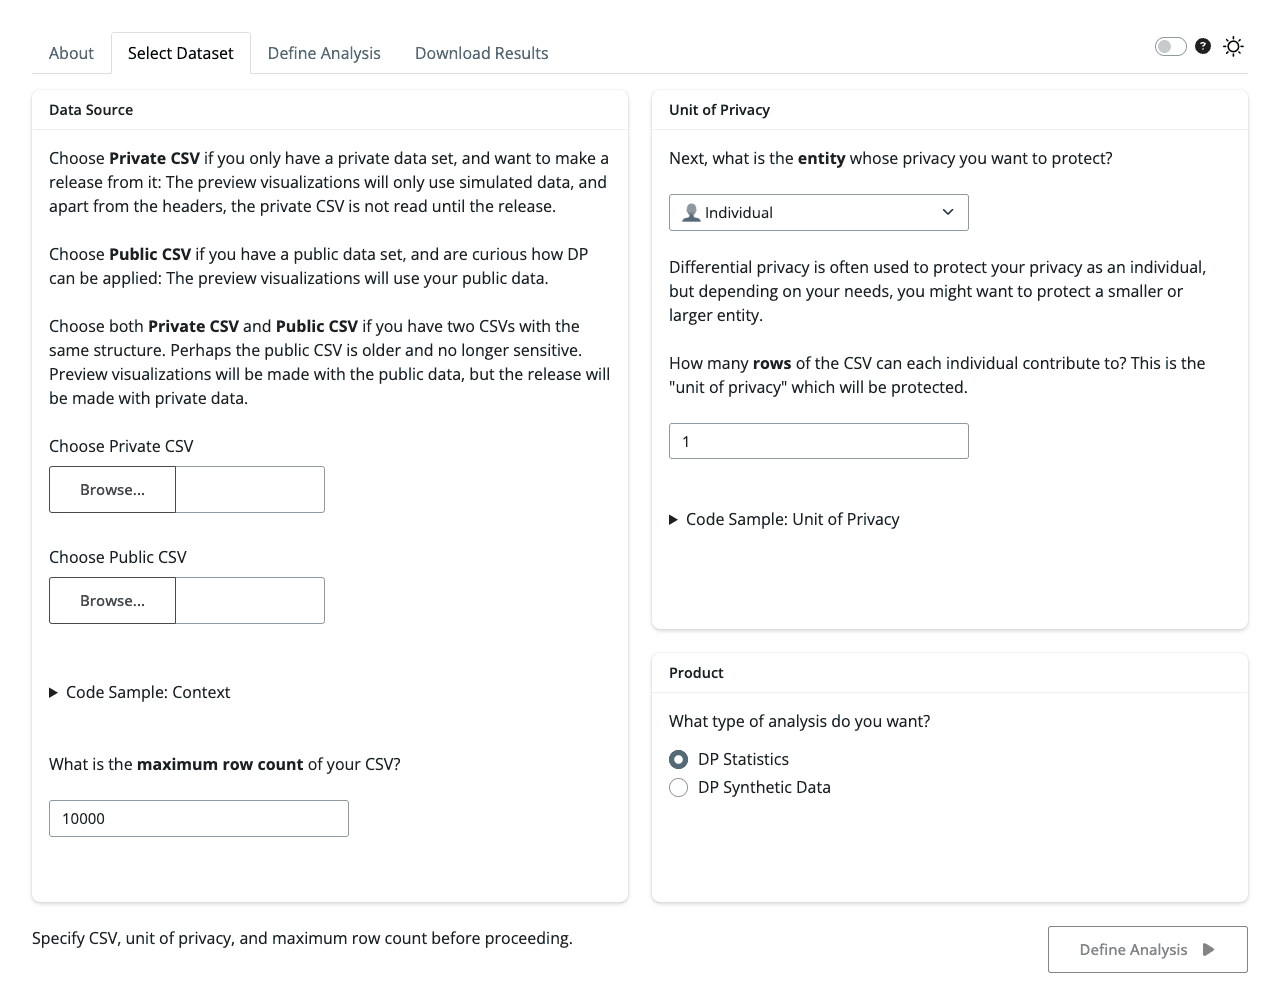 About
Select Dataset
Define Analysis
Download Results
?
Data Source
Choose Private CSV if you only have a private data set, and want to make a
release from it: The preview visualizations will only use simulated data, and
apart from the headers, the private CSV is not read until the release.
Choose Public CSV if you have a public data set, and are curious how DP
can be applied: The preview visualizations will use your public data.
Choose both Private CSV and Public CSV if you have two CSVs with the
same structure. Perhaps the public CSV is older and no longer sensitive.
Preview visualizations will be made with the public data, but the release will
be made with private data.
Choose Private CSV
Browse...
Choose Public CSV
Browse...
Code Sample: Context
What is the maximum row count of your CSV?
10000
Unit of Privacy
Next, what is the entity whose privacy you want to protect?
Individual
Differential privacy is often used to protect your privacy as an individual,
but depending on your needs, you might want to protect a smaller or
larger entity.
How many rows of the CSV can each individual contribute to? This is the
"unit of privacy" which will be protected.
1
Code Sample: Unit of Privacy
Product
What type of analysis do you want?
DP Statistics
DP Synthetic Data
Specify CSV, unit of privacy, and maximum row count before proceeding.
Define Analysis